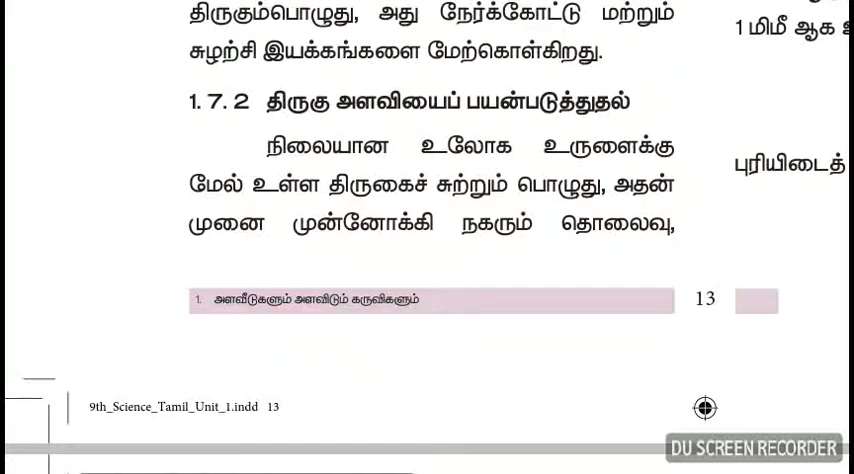 திருகும்பொழுது, அது நேர்க்கோட்டு மற்றும்
சுழற்சி இயக்கங்களை மேற்கொள்கிறது.
1. 7. 2 திருகு அளவியைப் பயன்படுத்துதல்
நிலையான உலோக உருளைக்கு
மேல் உள்ள திருகைச் சுற்றும் பொழுது, அதன்
முனை முன்னோக்கி நகரும் தொலைவு,
1 மிமீ ஆக
புரியிடைத்
1. அளவீடுகளும் அளவிடும் கருவிகளும்
13
9th_Science_Tamil_Unit_1.indd 13
DU SCREEN RECORDER